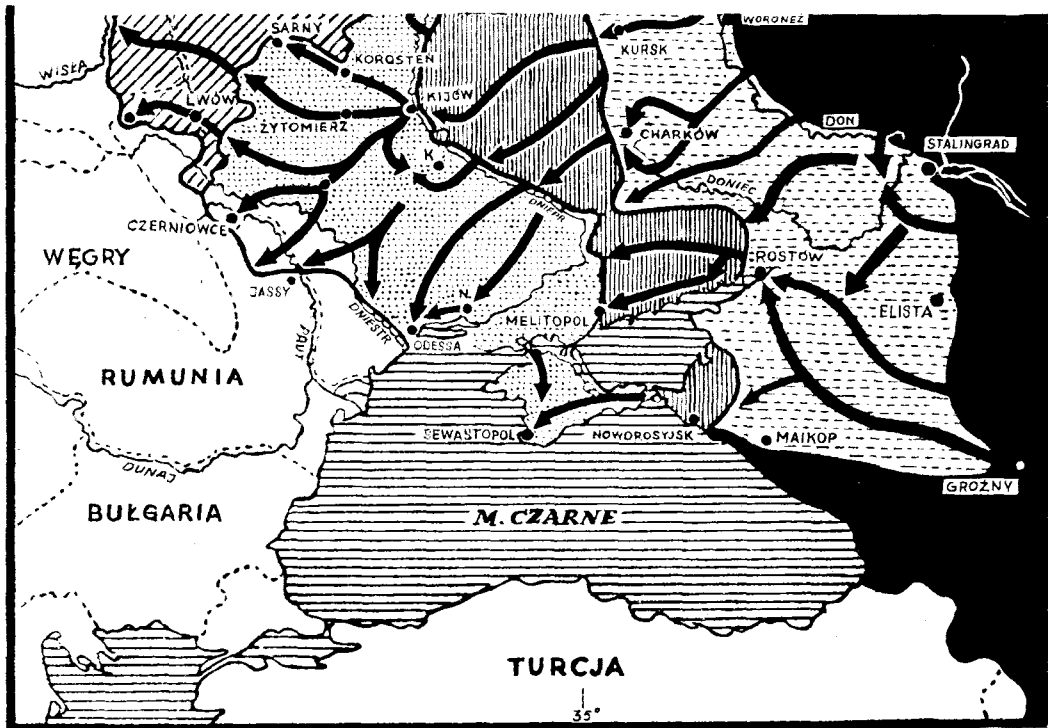 WORONEŻ
SARNY
KURSK
KOROSTEŃ
WISŁA
LWÓW
KIJÓW
ŻYTOMIERZ
CHARKÓW
DON
STALINGRAD
K.
DONIEC
DNIEPR
CZERNIOWCE
WĘGRY
ROSTÓW
JASSY
N.
MELITOPOL
ELISTA
DNIESTR
ODESSA
PRUT
RUMUNIA
SEWASTOPOL
NOWOROSYJSK
MAIKOP
DUNAJ
GROŹNY
BUŁGARIA
M. CZARNE
TURCJA
35°